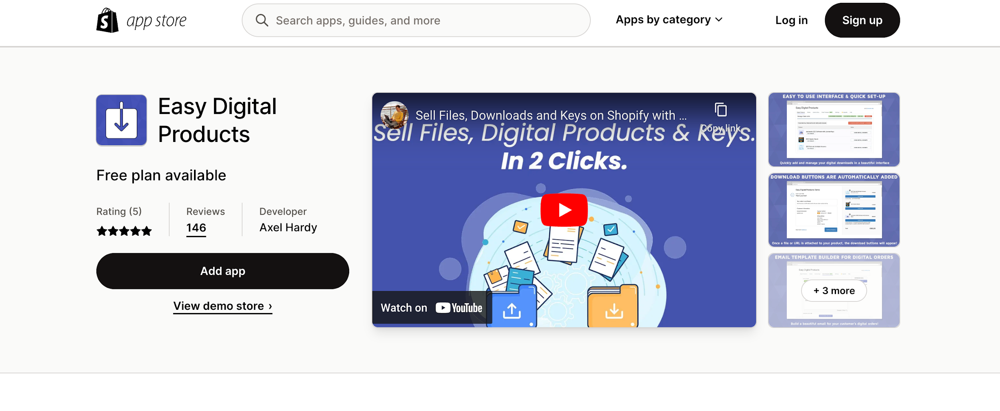 app store
Search apps, guides, and more
Apps by category
Log in
Sign up
Easy Digital
Products
Free plan available
Rating (5)
Reviews
146
Developer
Axel Hardy
Add app
View demo store ›
Sell Files, Downloads and Keys on Shopify with ...
Copy link
Sell Files, Digital Products & Keys.
In 2 Clicks.
Watch on YouTube
EASY TO USE INTERFACE & QUICK SET-UP
Easy Digital Products
Quickly add and manage your digital downloads in a beautiful interface
DOWNLOAD BUTTONS ARE AUTOMATICALLY ADDED
Easy Digital Products Demo
Once a file or URL is attached to your product, the download buttons will appear!
EMAIL TEMPLATE BUILDER FOR DIGITAL ORDERS
Easy Digital Products
+ 3 more
Build a beautiful email for your customer's digital orders!